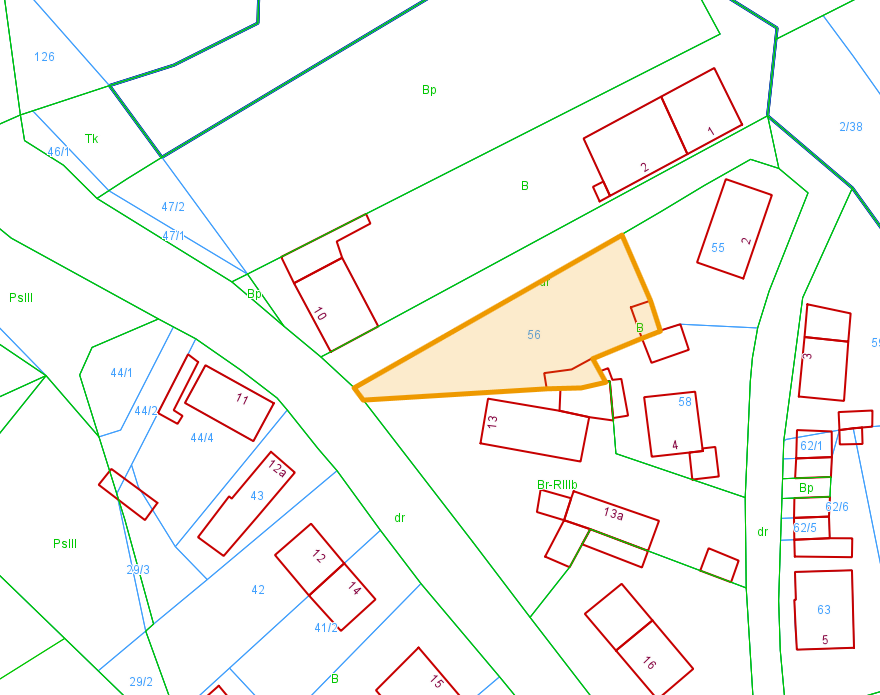 126
Bp
1
2/38
Tk
46/1
2
B
47/2
47/1
2
55
dr
Bp
PsIII
10
56
B
3
59
44/1
11
44/2
58
13
44/4
4
62/1
12a
43
Br-RIIIb
Bp
62/6
13a
dr
dr
62/5
PsIII
12
29/3
14
42
63
41/2
5
16
B
15
29/2